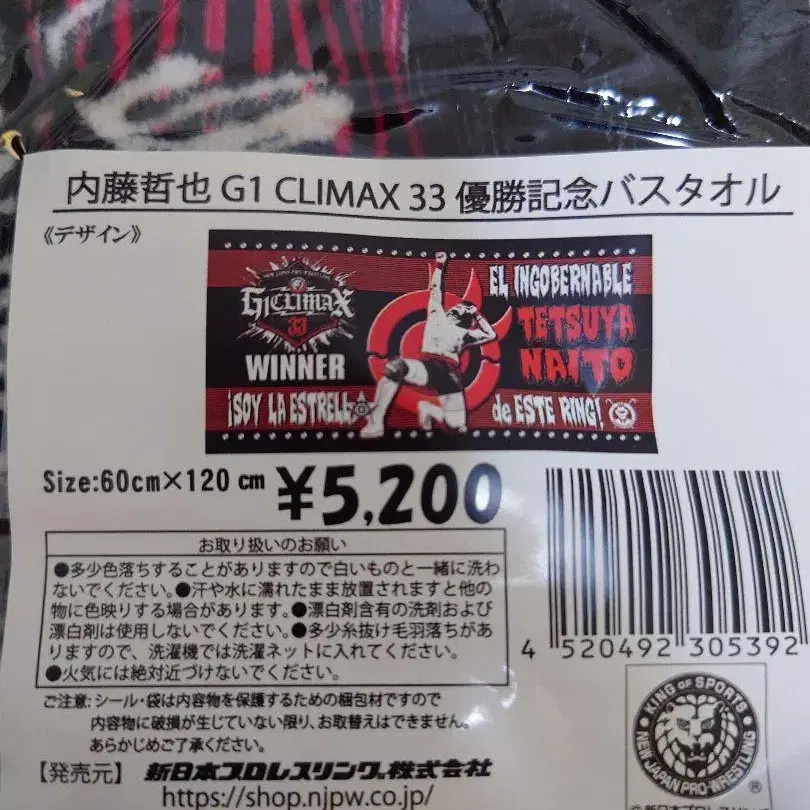 内藤哲也 G1 CLIMAX 33 優勝記念バスタオル
《デザイン》
NEW JAPAN PRO-WRESTLING
G1 CLIMAX
33
WINNER
¡SOY LA ESTRELLA
EL INGOBERNABLE
TETSUYA
NAITO
de ESTE RING!
Size:60cm×120cm ¥5,200
お取り扱いのお願い
●多少色落ちすることがありますので白いものと一緒に洗わ
ないでください。●汗や水に濡れたまま放置されますと他の
物に色映りする場合があります。●漂白剤含有の洗剤および
漂白剤は使用しないでください。●多少糸抜け毛羽落ちがあ
りますので、洗濯機では洗濯ネットに入れてください。
●火気には絶対近づけないでください。
4 520492 305392
ご注意:シール・袋は内容物を保護するための梱包材ですので
内容物に破損が生じていない限り、お取替えはできません。
あらかじめご了承ください。
【発売元】 新日本プロレスリング株式会社
https://shop.njpw.co.jp/
KING OF SPORTS
NEW JAPAN PRO-WRESTLING